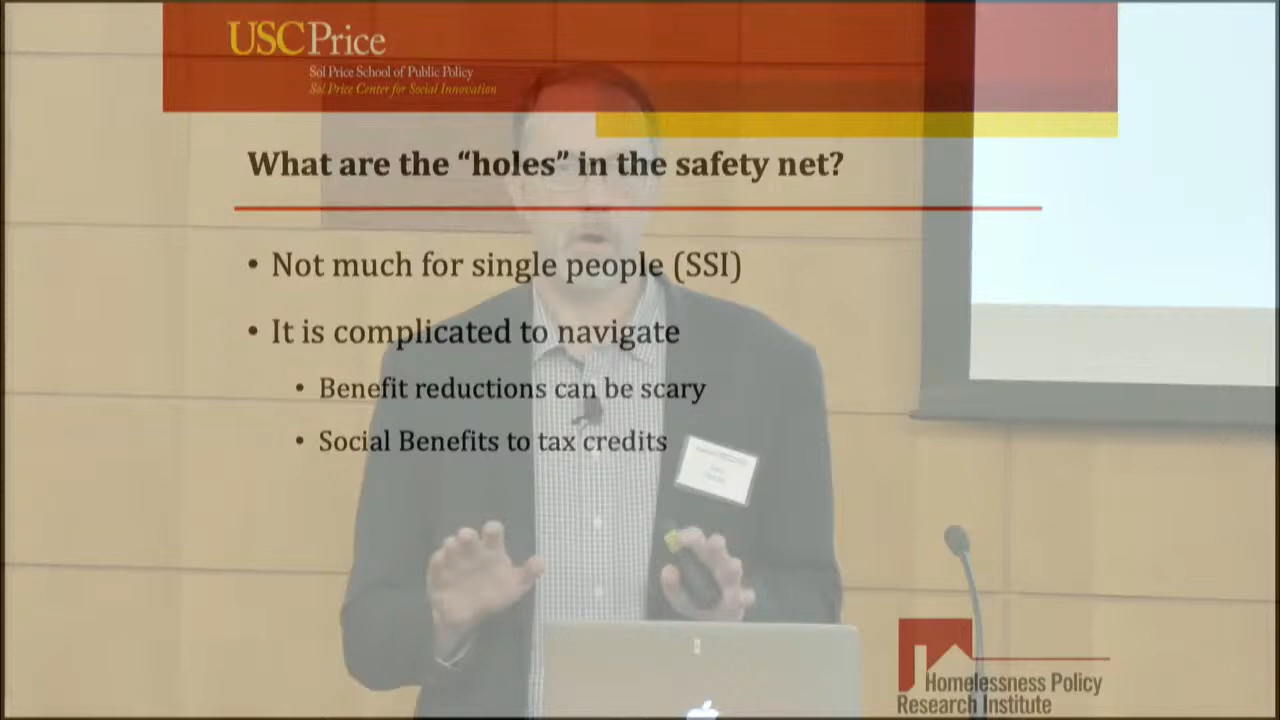 USC Price
Sol Price School of Public Policy
Sol Price Center for Social Innovation
What are the “holes” in the safety net?
• Not much for single people (SSI)
• It is complicated to navigate
• Benefit reductions can be scary
• Social Benefits to tax credits
Homelessness Policy
Research Institute